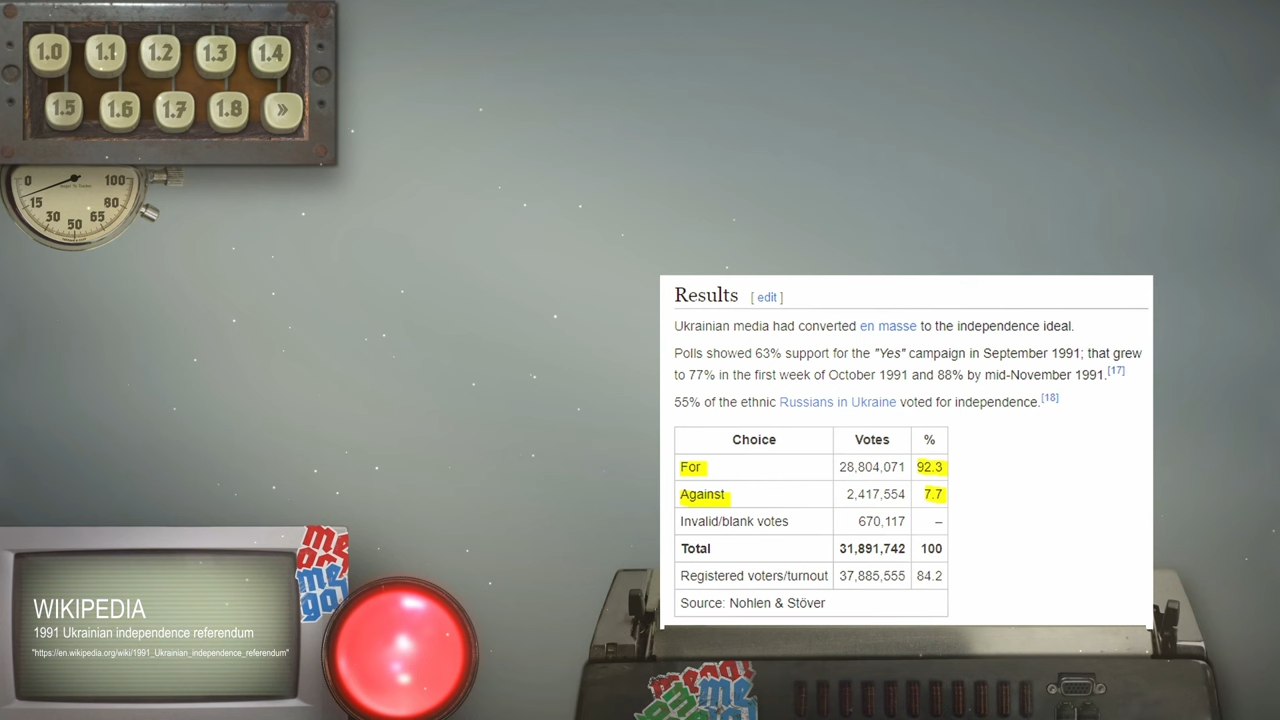 1.0 1.1 1.2 1.3 1.4
1.5 1.6 1.7 1.8 »
0 100
15 80
30 65
50
Results [ edit ]
Ukrainian media had converted en masse to the independence ideal.
Polls showed 63% support for the "Yes" campaign in September 1991; that grew
to 77% in the first week of October 1991 and 88% by mid-November 1991.[17]
55% of the ethnic Russians in Ukraine voted for independence.[18]
Choice Votes %
For 28,804,071 92.3
Against 2,417,554 7.7
Invalid/blank votes 670,117 –
Total 31,891,742 100
Registered voters/turnout 37,885,555 84.2
Source: Nohlen & Stöver
WIKIPEDIA
1991 Ukrainian independence referendum
"https://en.wikipedia.org/wiki/1991_Ukrainian_independence_referendum"